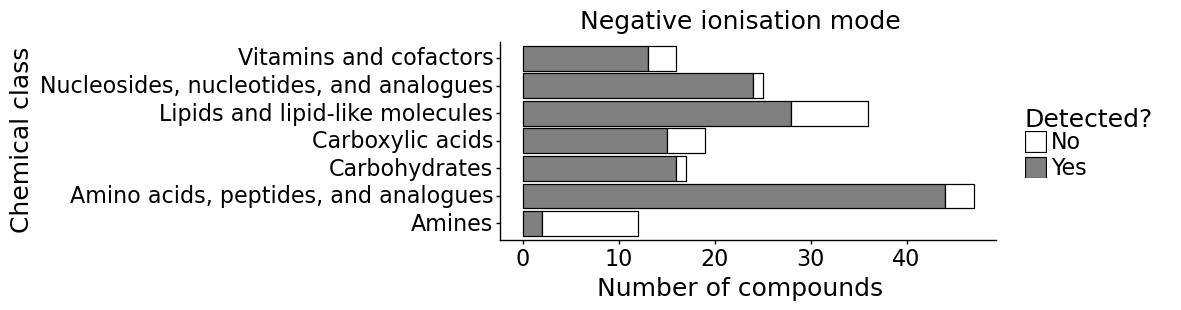 Negative ionisation mode
Chemical class
Vitamins and cofactors
Nucleosides, nucleotides, and analogues
Lipids and lipid-like molecules
Carboxylic acids
Carbohydrates
Amino acids, peptides, and analogues
Amines
0 10 20 30 40
Number of compounds
Detected?
No
Yes